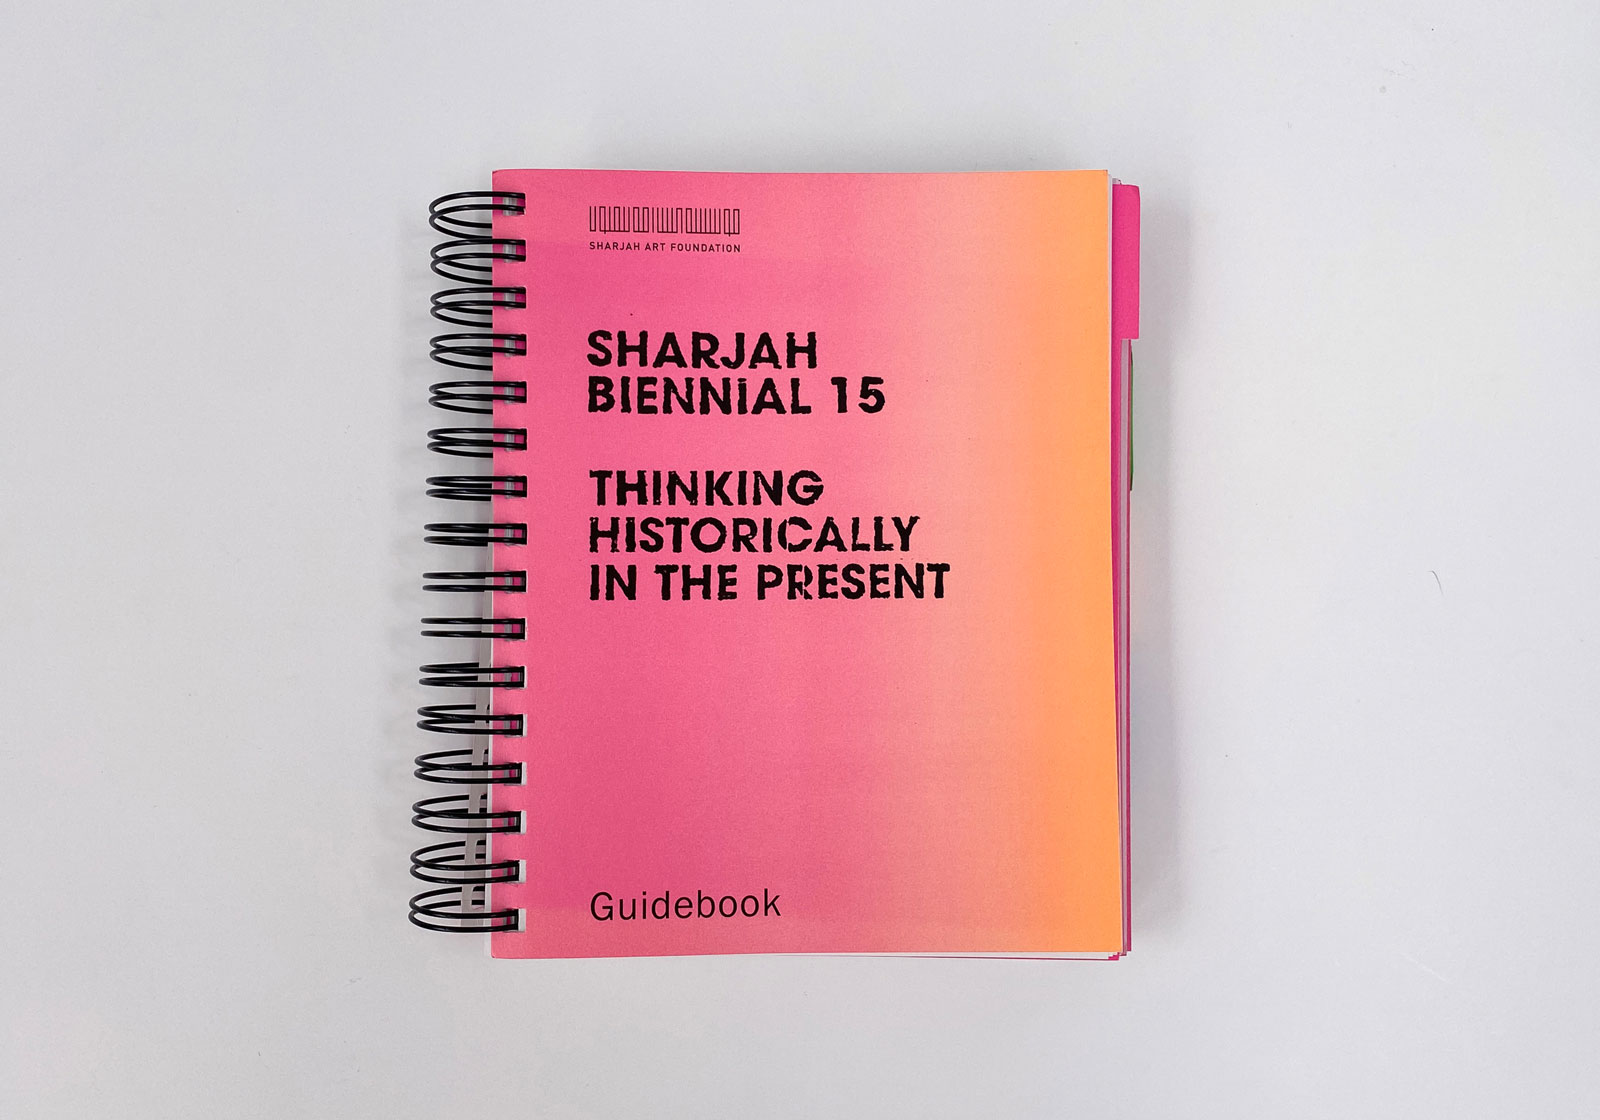 SHARJAH ART FOUNDATION
SHARJAH
BIENNIAL 15
THINKING
HISTORICALLY
IN THE PRESENT
Guidebook